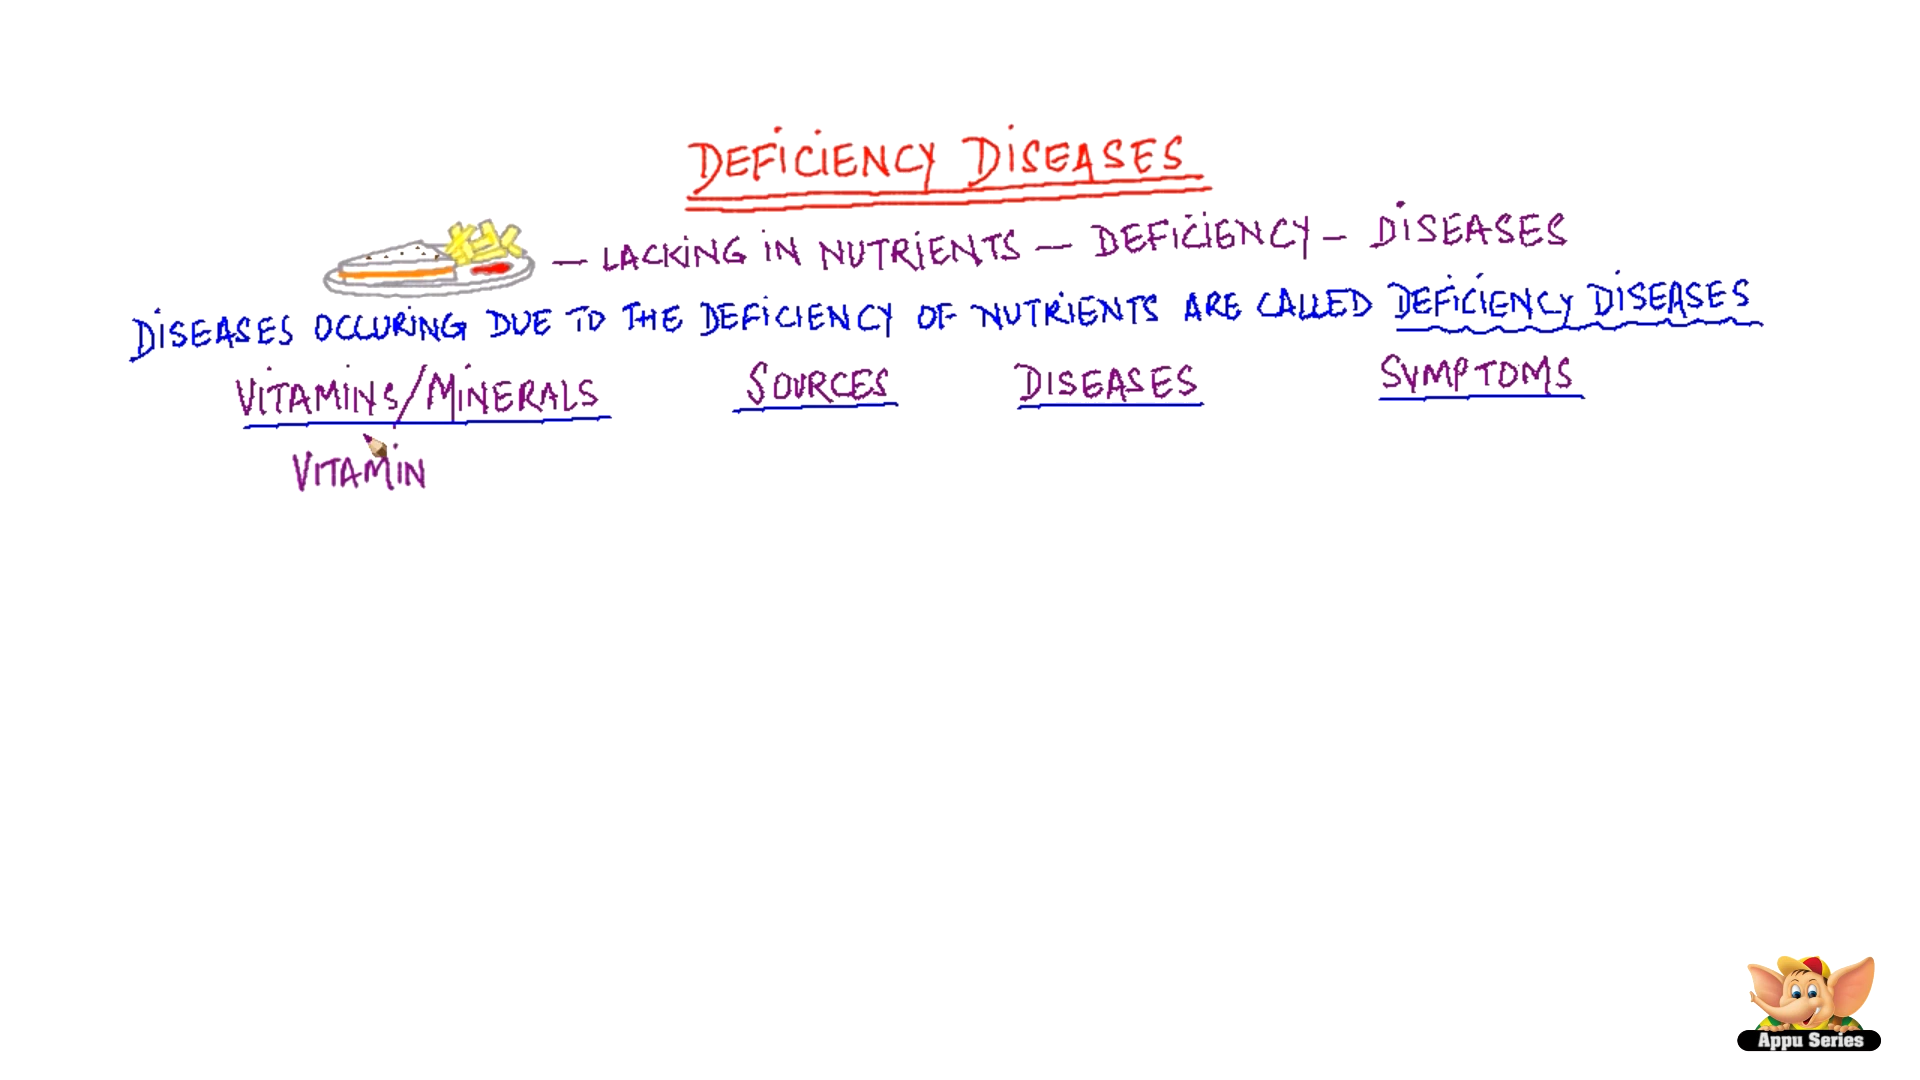 DEFICIENCY DISEASES
– LACKING IN NUTRIENTS – DEFICIENCY – DISEASES
DISEASES OCCURING DUE TO THE DEFICIENCY OF NUTRIENTS ARE CALLED DEFICIENCY DISEASES
VITAMINS/MINERALS SOURCES DISEASES SYMPTOMS
VITAMIN
Appu Series